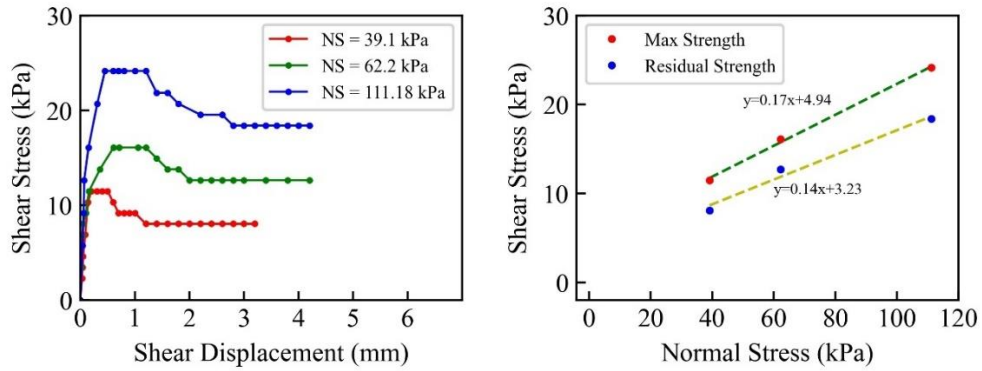 30
20
10
0
Shear Stress (kPa)
NS = 39.1 kPa
NS = 62.2 kPa
NS = 111.18 kPa
0 1 2 3 4 5 6
Shear Displacement (mm)
30
20
10
0
Shear Stress (kPa)
Max Strength
Residual Strength
y=0.17x+4.94
y=0.14x+3.23
0 20 40 60 80 100 120
Normal Stress (kPa)